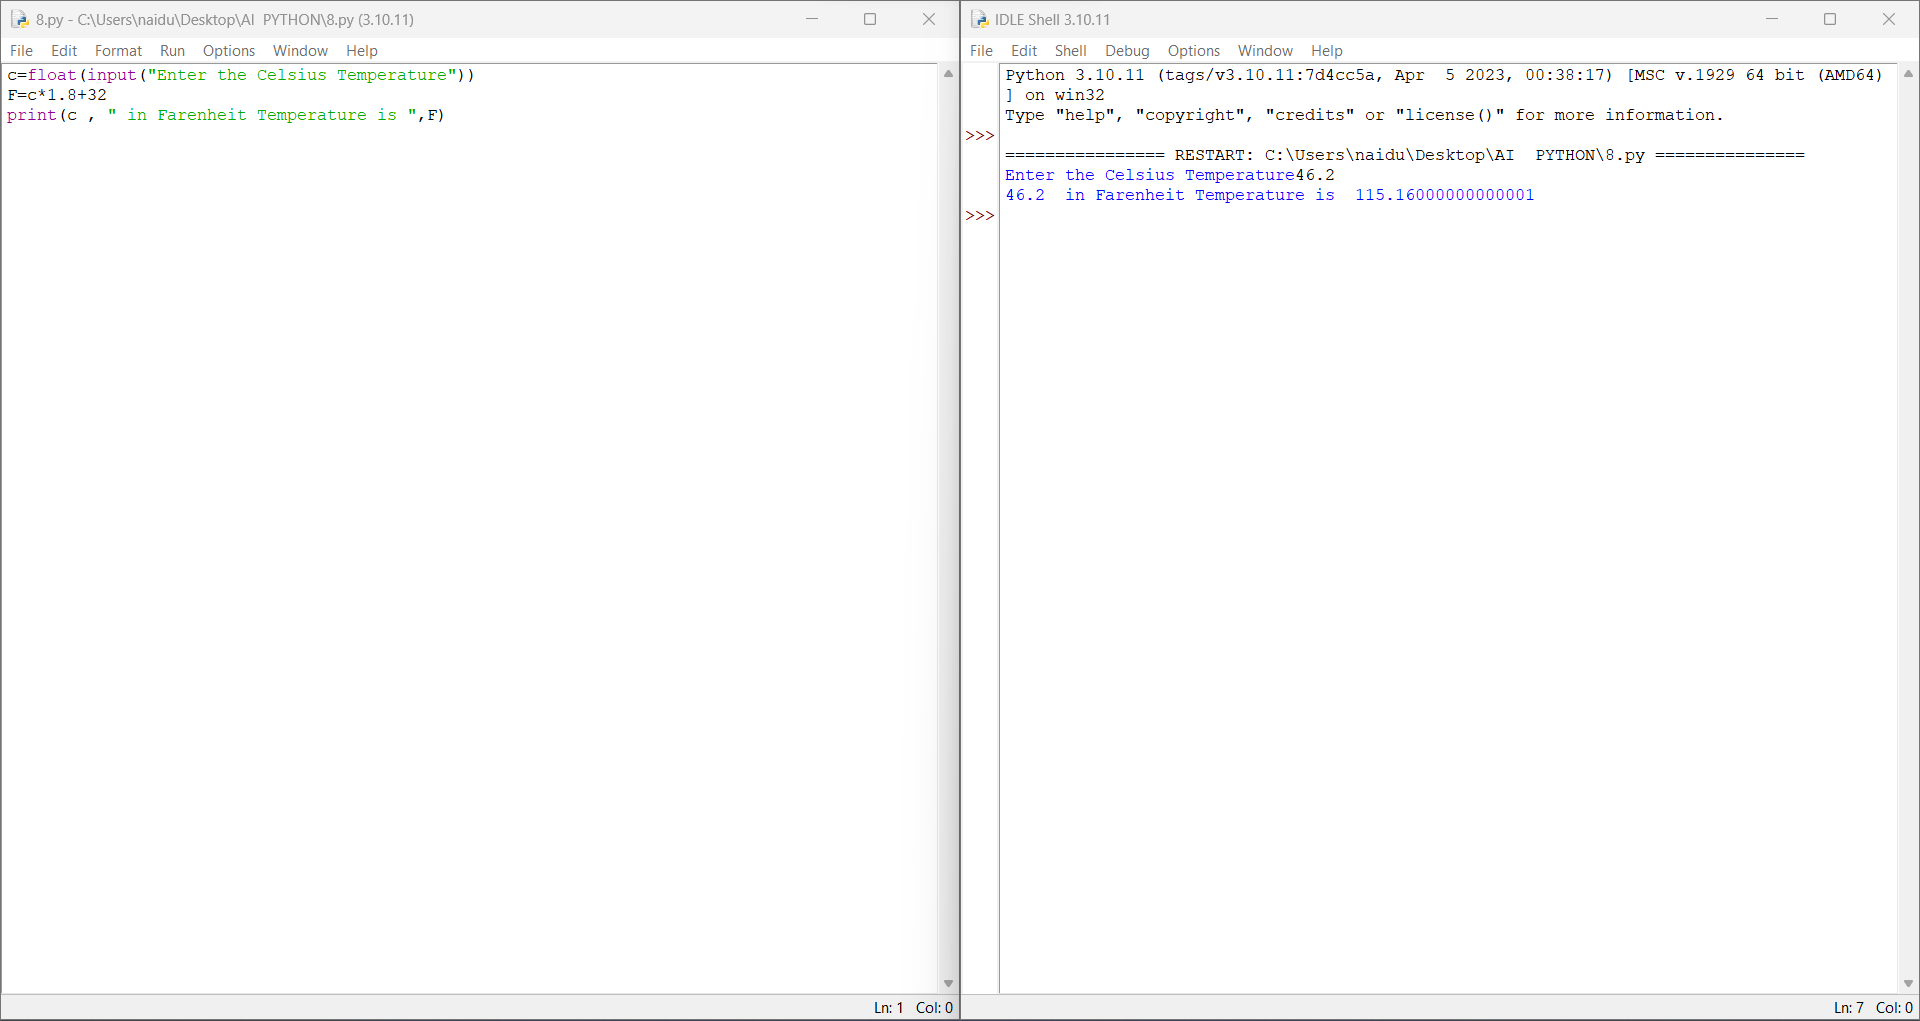 8.py - C:\Users\naidu\Desktop\AI  PYTHON\8.py (3.10.11)
File Edit Format Run Options Window Help
c=float(input("Enter the Celsius Temperature"))
F=c*1.8+32
print(c , " in Farenheit Temperature is ",F)
Ln: 1 Col: 0
IDLE Shell 3.10.11
File Edit Shell Debug Options Window Help
Python 3.10.11 (tags/v3.10.11:7d4cc5a, Apr  5 2023, 00:38:17) [MSC v.1929 64 bit (AMD64)
] on win32
Type "help", "copyright", "credits" or "license()" for more information.
>>>
================ RESTART: C:\Users\naidu\Desktop\AI  PYTHON\8.py ===============
Enter the Celsius Temperature46.2
46.2  in Farenheit Temperature is  115.16000000000001
>>>
Ln: 7 Col: 0